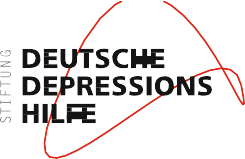 STIFTUNG
DEUTSCHE
DEPRESSIONS
HILFE